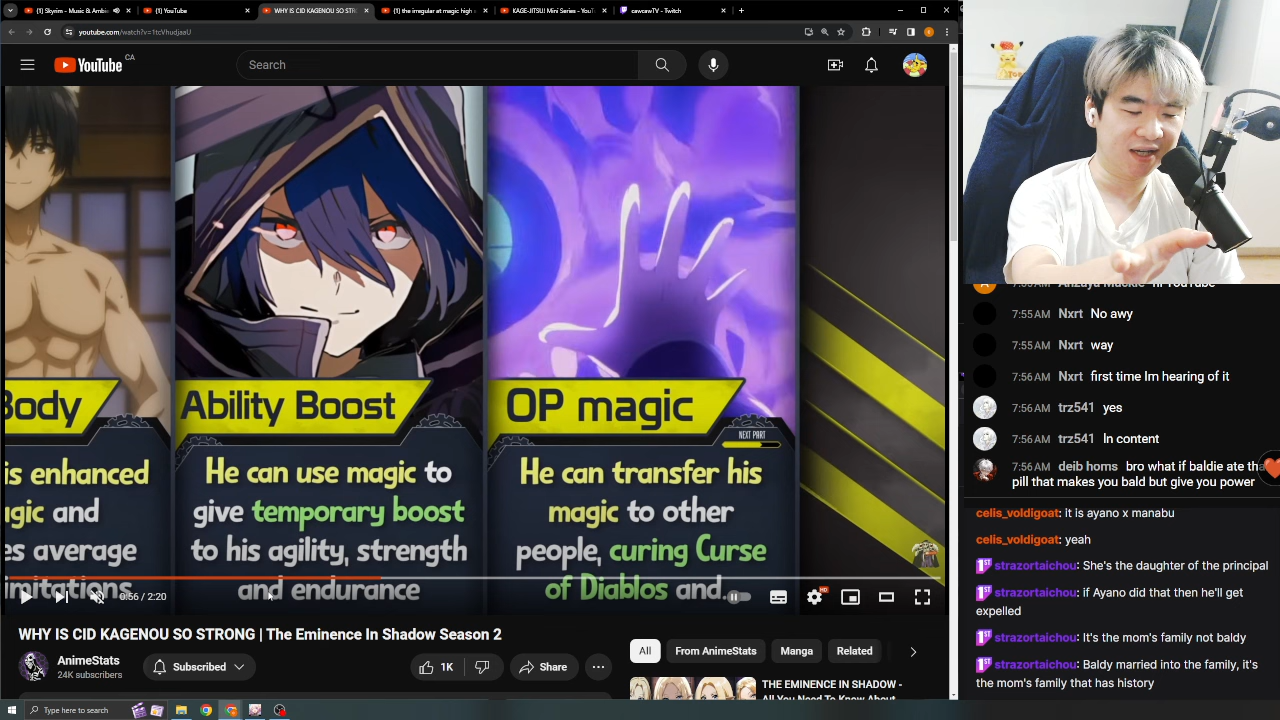 (1) Skyrim - Music & Ambie
(1) YouTube
WHY IS CID KAGENOU SO STR
(1) the irregular at magic high
KAGE-JITSU! Mini Series - YouT
cawcawTV - Twitch
youtube.com/watch?v=1tcVhudjaaU
YouTube CA
Search
Body
is enhanced
agic and
es average
limitations
Ability Boost
He can use magic to
give temporary boost
to his agility, strength
and endurance
OP magic
NEXT PART
He can transfer his
magic to other
people, curing Curse
of Diablos and...
0:56 / 2:20
HD
WHY IS CID KAGENOU SO STRONG | The Eminence In Shadow Season 2
AnimeStats
24K subscribers
Subscribed
1K
Share
All
From AnimeStats
Manga
Related
THE EMINENCE IN SHADOW -
All You Need To Know About
Type here to search
7:55 AM Nxrt No awy
7:55 AM Nxrt way
7:56 AM Nxrt first time Im hearing of it
7:56 AM trz541 yes
7:56 AM trz541 In content
7:56 AM deib homs bro what if baldie ate the
pill that makes you bald but give you power
celis_voldigoat: it is ayano x manabu
celis_voldigoat: yeah
1ST strazortaichou: She's the daughter of the principal
1ST strazortaichou: if Ayano did that then he'll get
expelled
1ST strazortaichou: It's the mom's family not baldy
1ST strazortaichou: Baldy married into the family, it's
the mom's family that has history